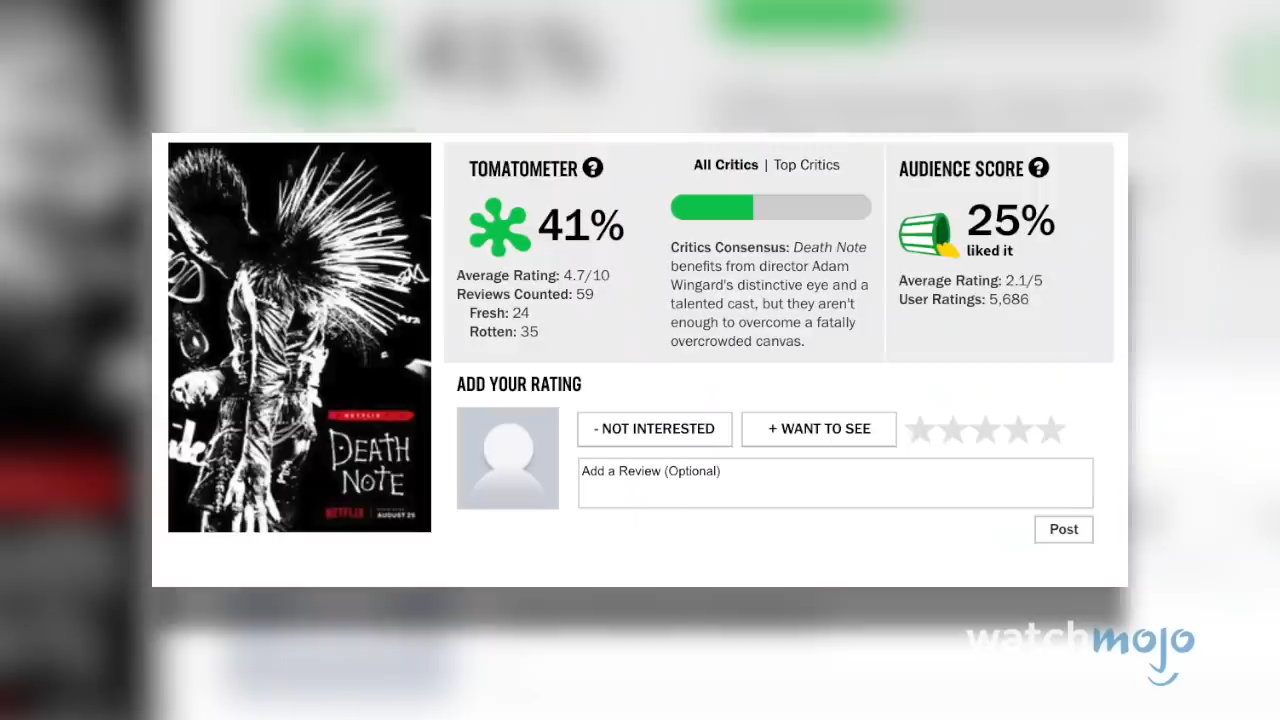 41%
TOMATOMETER ?
41%
Average Rating: 4.7/10
Reviews Counted: 59
Fresh: 24
Rotten: 35
All Critics | Top Critics
Critics Consensus: Death Note
benefits from director Adam
Wingard's distinctive eye and a
talented cast, but they aren't
enough to overcome a fatally
overcrowded canvas.
AUDIENCE SCORE ?
25%
liked it
Average Rating: 2.1/5
User Ratings: 5,686
NETFLIX
DEATH
NOTE
NETFLIX
AUGUST 25
ADD YOUR RATING
- NOT INTERESTED
+ WANT TO SEE
Add a Review (Optional)
Post
watchmojo